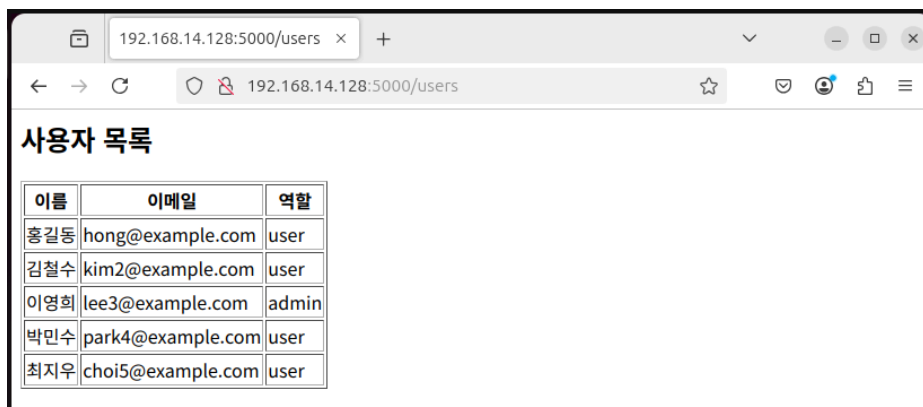 192.168.14.128:5000/users
192.168.14.128:5000/users
사용자 목록
이름 이메일 역할
홍길동 hong@example.com user
김철수 kim2@example.com user
이영희 lee3@example.com admin
박민수 park4@example.com user
최지우 choi5@example.com user